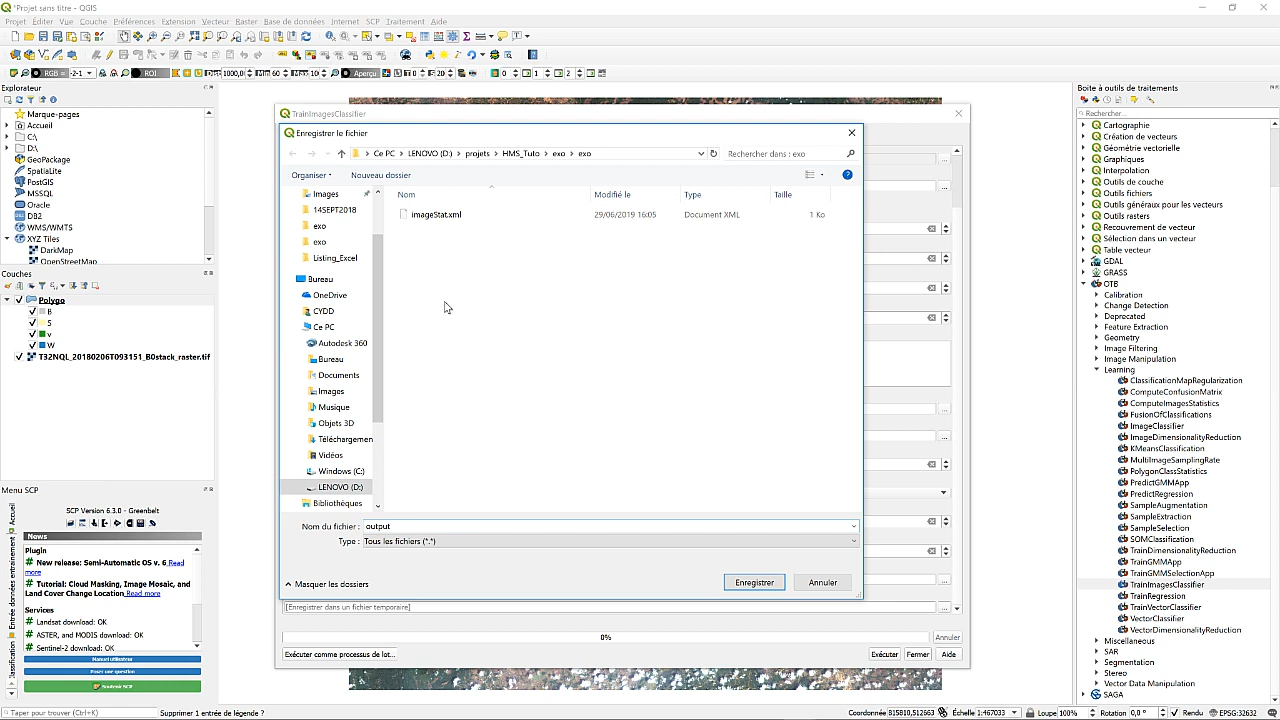 *Projet sans titre - QGIS
Projet Éditer Vue Couche Préférences Extension Vecteur Raster Base de données Internet SCP Traitement Aide
RGB = -2-1
ROI
Aperçu
Explorateur
Marque-pages
Accueil
C:\
D:\
GeoPackage
SpatiaLite
PostGIS
MSSQL
Oracle
DB2
WMS/WMTS
XYZ Tiles
DarkMap
OpenStreetMap
Couches
Polygo
B
S
v
W
T32NQL_20180206T093151_B0stack_raster.tif
Menu SCP
SCP Version 6.3.0 - Greenbelt
News
Plugin
# New release: Semi-Automatic OS v. 6 Read more
# Tutorial: Cloud Masking, Image Mosaic, and Land Cover Change Location Read more
Services
# Landsat download: OK
# ASTER, and MODIS download: OK
# Sentinel-2 download: OK
Manuel utilisateur
Poser une question
Soutenir SCP
TrainImagesClassifier
Enregistrer le fichier
Ce PC > LENOVO (D:) > projets > HMS_Tuto > exo > exo
Rechercher dans : exo
Organiser
Nouveau dossier
Nom
Modifié le
Type
Taille
imageStat.xml
29/06/2019 16:05
Document XML
1 Ko
Images
14SEPT2018
exo
exo
Listing_Excel
Bureau
OneDrive
CYDD
Ce PC
Autodesk 360
Bureau
Documents
Images
Musique
Objets 3D
Téléchargemen
Vidéos
Windows (C:)
LENOVO (D:)
Bibliothèques
Nom du fichier : output
Type : Tous les fichiers (*.*)
Masquer les dossiers
Enregistrer
Annuler
[Enregistrer dans un fichier temporaire]
0%
Annuler
Exécuter comme processus de lot...
Exécuter
Fermer
Aide
Boîte à outils de traitements
Rechercher...
Cartographie
Création de vecteurs
Géométrie vectorielle
Graphiques
Interpolation
Outils de couche
Outils fichiers
Outils généraux pour les vecteurs
Outils rasters
Recouvrement de vecteur
Sélection dans un vecteur
Table vecteur
GDAL
GRASS
OTB
Calibration
Change Detection
Deprecated
Feature Extraction
Geometry
Image Filtering
Image Manipulation
Learning
ClassificationMapRegularization
ComputeConfusionMatrix
ComputeImagesStatistics
FusionOfClassifications
ImageClassifier
ImageDimensionalityReduction
KMeansClassification
MultiImageSamplingRate
PolygonClassStatistics
PredictGMMApp
PredictRegression
SampleAugmentation
SampleExtraction
SampleSelection
SOMClassification
TrainDimensionalityReduction
TrainGMMApp
TrainGMMSelectionApp
TrainImagesClassifier
TrainRegression
TrainVectorClassifier
VectorClassifier
VectorDimensionalityReduction
Miscellaneous
SAR
Segmentation
Stereo
Vector Data Manipulation
SAGA
Taper pour trouver (Ctrl+K)
Supprimer 1 entrée de légende ?
Coordonnée 815810,512663
Échelle 1:467033
Loupe 100%
Rotation 0,0 °
Rendu
EPSG:32632